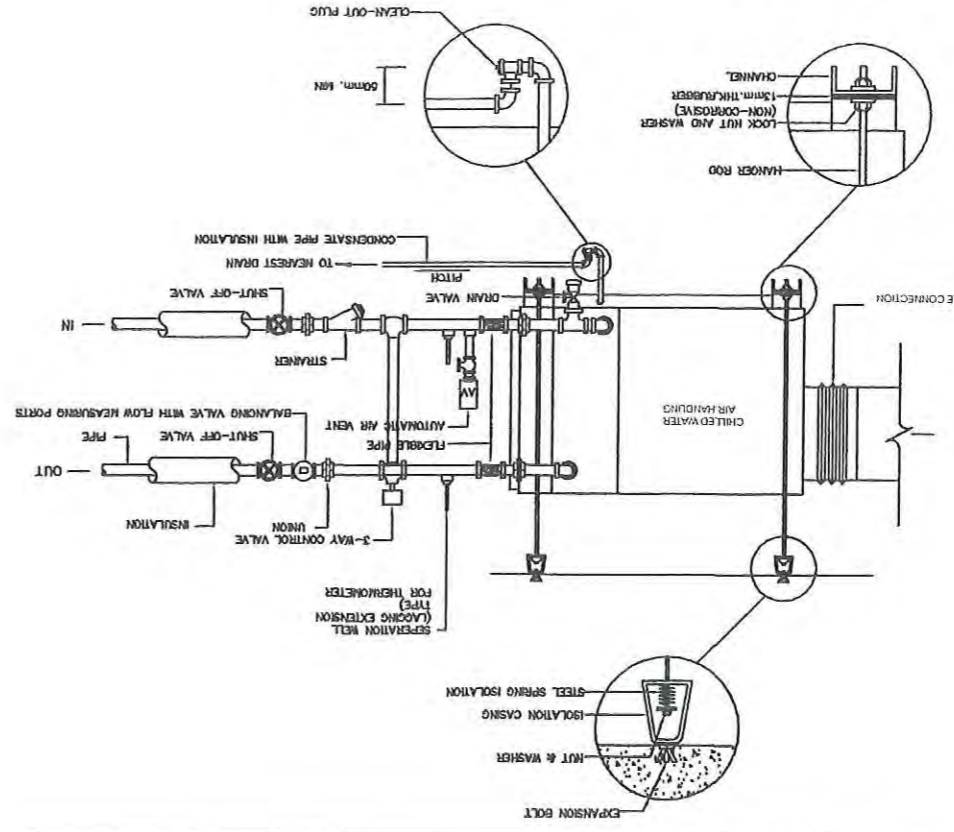 EXPANSION BOLT
NUT & WASHER
ISOLATION CASING
STEEL SPRING ISOLATION
SEPERATION WELL
(LAGGING EXTENSION
TYPE)
FOR THERMOMETER
3-WAY CONTROL VALVE
UNION
INSULATION
OUT
PIPE
SHUT-OFF VALVE
BALANCING VALVE WITH FLOW MEASURING PORTS
FLEXIBLE PIPE
AUTOMATIC AIR VENT
AV
CHILLED WATER
AIR HANDLING
STRAINER
IN
SHUT-OFF VALVE
E CONNECTION
DRAIN VALVE
PITCH
TO NEAREST DRAIN
CONDENSATE PIPE WITH INSULATION
HANGER ROD
LOCK NUT AND WASHER
(NON-CORROSIVE)
13mm.THK.RUBBER
CHANNEL
50mm. MIN
CLEAN-OUT PLUG